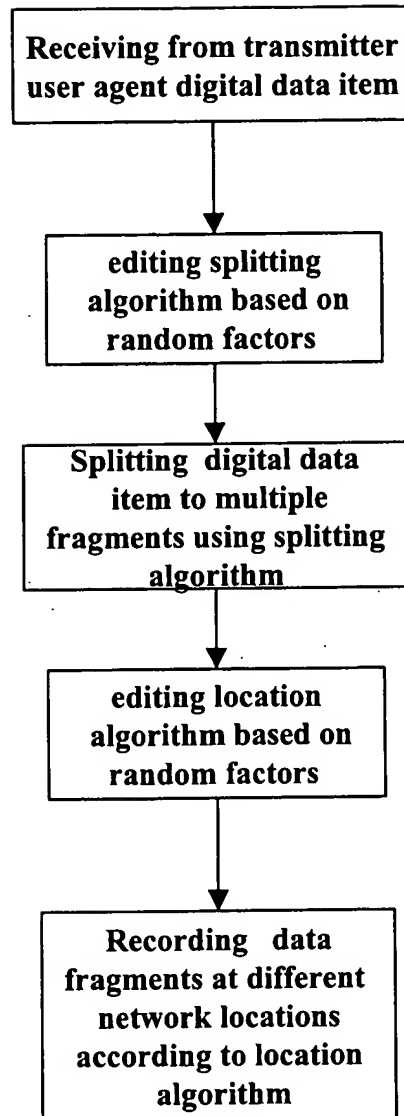 Receiving from transmitter
user agent digital data item
editing splitting
algorithm based on
random factors
Splitting digital data
item to multiple
fragments using splitting
algorithm
editing location
algorithm based on
random factors
Recording data
fragments at different
network locations
according to location
algorithm